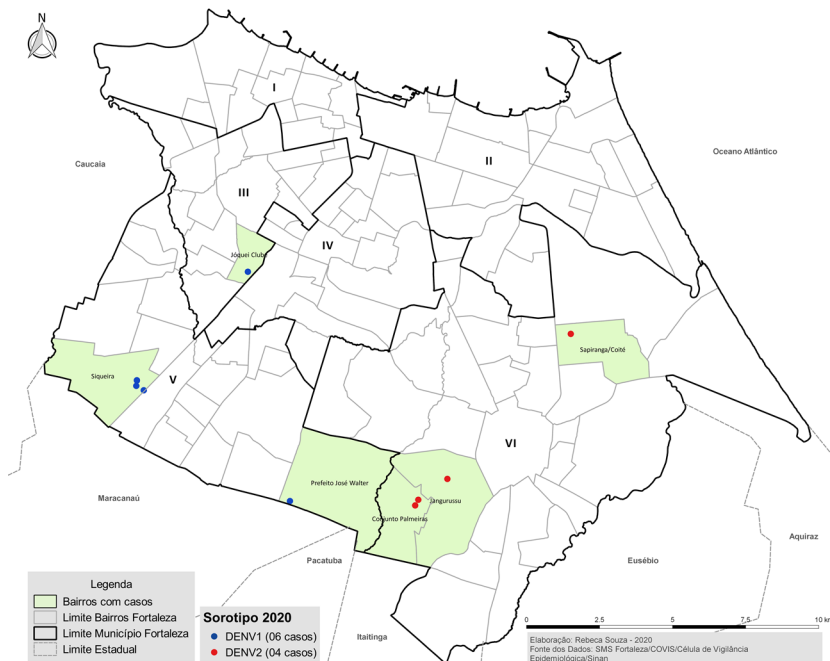 N
I
II
Oceano Atlântico
Caucaia
III
IV
Jóquei Clube
Sapiranga/Coité
Siqueira
V
VI
Prefeito José Walter
Jangurussu
Maracanaú
Conjunto Palmeiras
Aquiraz
Pacatuba
Eusébio
Itaitinga
Legenda
Bairros com casos
Limite Bairros Fortaleza
Limite Município Fortaleza
Limite Estadual
Sorotipo 2020
DENV1 (06 casos)
DENV2 (04 casos)
0 2.5 5 7.5 10 km
Elaboração: Rebeca Souza - 2020
Fonte dos Dados: SMS Fortaleza/COVIS/Célula de Vigilância
Epidemiológica/Sinan